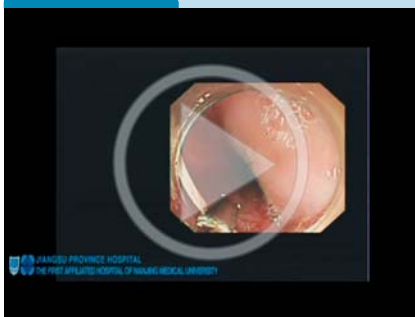 JIANGSU PROVINCE HOSPITAL
THE FIRST AFFILIATED HOSPITAL OF NANJING MEDICAL UNIVERSITY